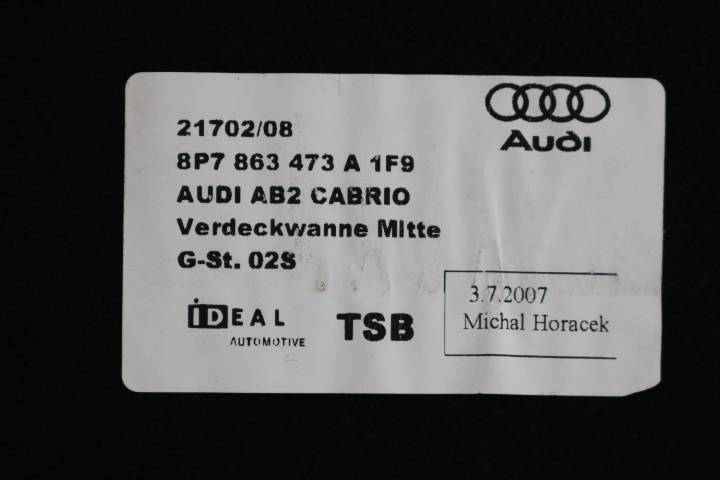 Audi
21702/08
8P7 863 473 A 1F9
AUDI AB2 CABRIO
Verdeckwanne Mitte
G-St. 02S
IDEAL
AUTOMOTIVE
TSB
3.7.2007
Michal Horacek